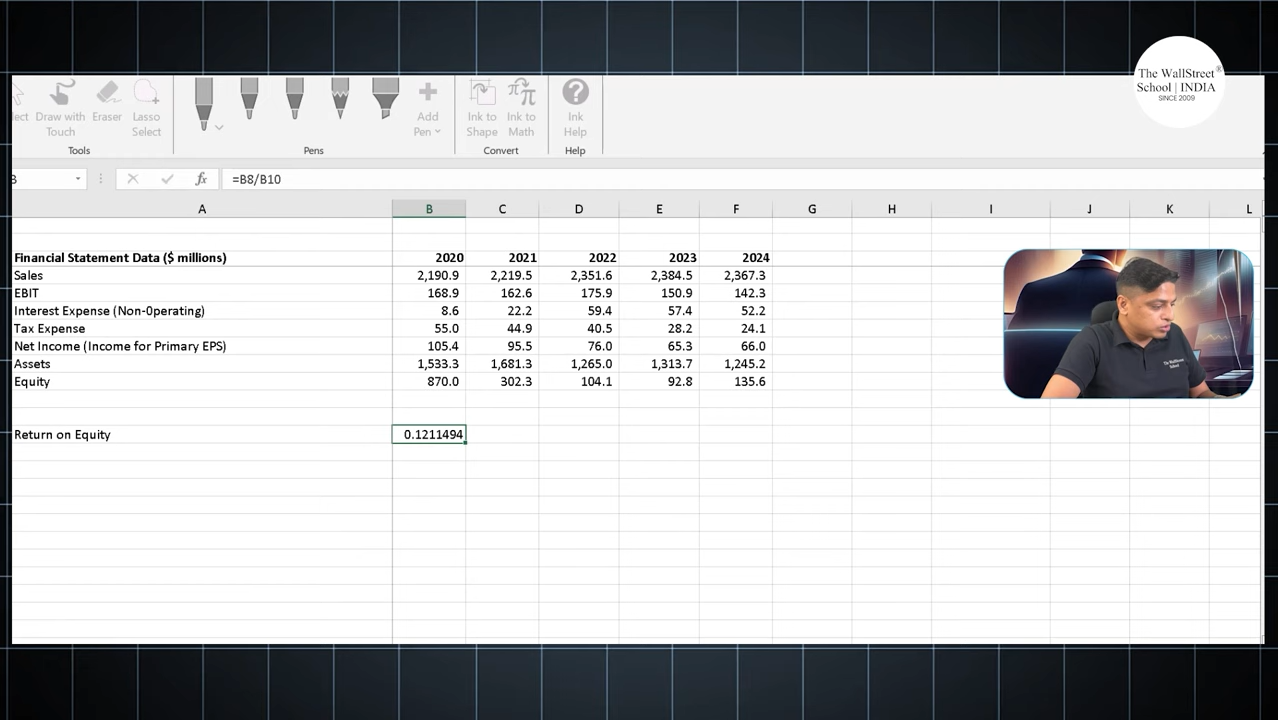 The WallStreet®
School | INDIA
SINCE 2009
ect Draw with Touch Eraser Lasso Select Add Pen Ink to Shape Ink to Math Ink Help
Tools Pens Convert Help
fx =B8/B10
A B C D E F G H I J K L
Financial Statement Data ($ millions) 2020 2021 2022 2023 2024
Sales 2,190.9 2,219.5 2,351.6 2,384.5 2,367.3
EBIT 168.9 162.6 175.9 150.9 142.3
Interest Expense (Non-0perating) 8.6 22.2 59.4 57.4 52.2
Tax Expense 55.0 44.9 40.5 28.2 24.1
Net Income (Income for Primary EPS) 105.4 95.5 76.0 65.3 66.0
Assets 1,533.3 1,681.3 1,265.0 1,313.7 1,245.2
Equity 870.0 302.3 104.1 92.8 135.6
Return on Equity 0.1211494